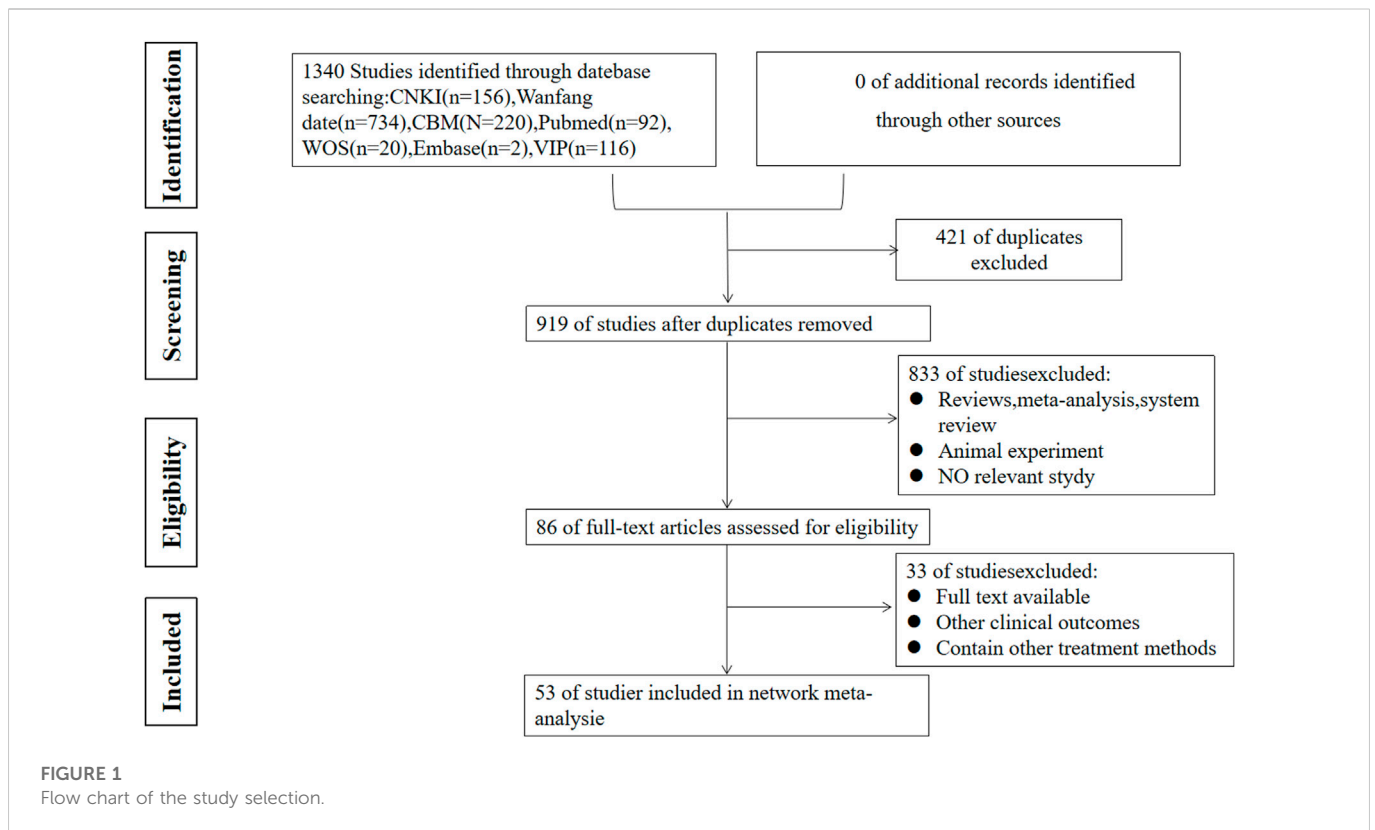 Identification
1340 Studies identified through datebase
searching:CNKI(n=156),Wanfang
date(n=734),CBM(N=220),Pubmed(n=92),
WOS(n=20),Embase(n=2),VIP(n=116)
0 of additional records identified
through other sources
Screening
421 of duplicates
excluded
919 of studies after duplicates removed
833 of studiesexcluded:
● Reviews,meta-analysis,system
review
● Animal experiment
● NO relevant stydy
Eligibility
86 of full-text articles assessed for eligibility
33 of studiesexcluded:
● Full text available
● Other clinical outcomes
● Contain other treatment methods
Included
53 of studier included in network meta-
analysie
FIGURE 1
Flow chart of the study selection.